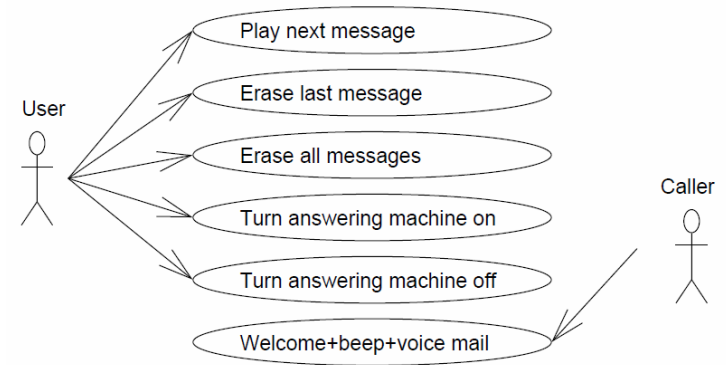 Play next message
Erase last message
User
Erase all messages
Caller
Turn answering machine on
Turn answering machine off
Welcome+beep+voice mail